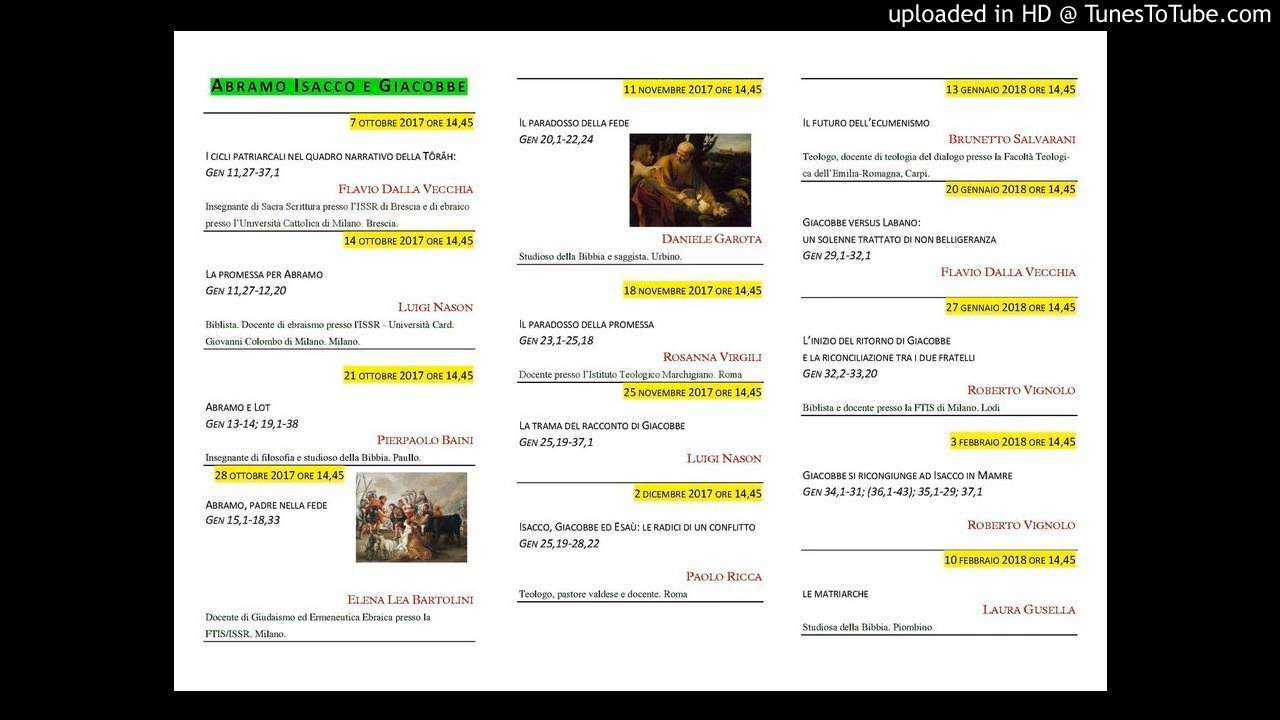 uploaded in HD @ TunesToTube.com
ABRAMO ISACCO E GIACOBBE
7 OTTOBRE 2017 ORE 14,45
I CICLI PATRIARCALI NEL QUADRO NARRATIVO DELLA TÔRĀH:
GEN 11,27-37,1
FLAVIO DALLA VECCHIA
Insegnante di Sacra Scrittura presso l'ISSR di Brescia e di ebraico
presso l'Università Cattolica di Milano. Brescia.
14 OTTOBRE 2017 ORE 14,45
LA PROMESSA PER ABRAMO
GEN 11,27-12,20
LUIGI NASON
Biblista. Docente di ebraismo presso l'ISSR - Università Card.
Giovanni Colombo di Milano. Milano.
21 OTTOBRE 2017 ORE 14,45
ABRAMO E LOT
GEN 13-14; 19,1-38
PIERPAOLO BAINI
Insegnante di filosofia e studioso della Bibbia. Paullo.
28 OTTOBRE 2017 ORE 14,45
ABRAMO, PADRE NELLA FEDE
GEN 15,1-18,33
ELENA LEA BARTOLINI
Docente di Giudaismo ed Ermeneutica Ebraica presso la
FTIS/ISSR. Milano.
11 NOVEMBRE 2017 ORE 14,45
IL PARADOSSO DELLA FEDE
GEN 20,1-22,24
DANIELE GAROTA
Studioso della Bibbia e saggista. Urbino.
18 NOVEMBRE 2017 ORE 14,45
IL PARADOSSO DELLA PROMESSA
GEN 23,1-25,18
ROSANNA VIRGILI
Docente presso l'Istituto Teologico Marchigiano. Roma
25 NOVEMBRE 2017 ORE 14,45
LA TRAMA DEL RACCONTO DI GIACOBBE
GEN 25,19-37,1
LUIGI NASON
2 DICEMBRE 2017 ORE 14,45
ISACCO, GIACOBBE ED ESAÙ: LE RADICI DI UN CONFLITTO
GEN 25,19-28,22
PAOLO RICCA
Teologo, pastore valdese e docente. Roma
13 GENNAIO 2018 ORE 14,45
IL FUTURO DELL'ECUMENISMO
BRUNETTO SALVARANI
Teologo, docente di teologia del dialogo presso la Facoltà Teologi-
ca dell'Emilia-Romagna, Carpi.
20 GENNAIO 2018 ORE 14,45
GIACOBBE VERSUS LABANO:
UN SOLENNE TRATTATO DI NON BELLIGERANZA
GEN 29,1-32,1
FLAVIO DALLA VECCHIA
27 GENNAIO 2018 ORE 14,45
L'INIZIO DEL RITORNO DI GIACOBBE
E LA RICONCILIAZIONE TRA I DUE FRATELLI
GEN 32,2-33,20
ROBERTO VIGNOLO
Biblista e docente presso la FTIS di Milano. Lodi
3 FEBBRAIO 2018 ORE 14,45
GIACOBBE SI RICONGIUNGE AD ISACCO IN MAMRE
GEN 34,1-31; (36,1-43); 35,1-29; 37,1
ROBERTO VIGNOLO
10 FEBBRAIO 2018 ORE 14,45
LE MATRIARCHE
LAURA GUSELLA
Studiosa della Bibbia. Piombino